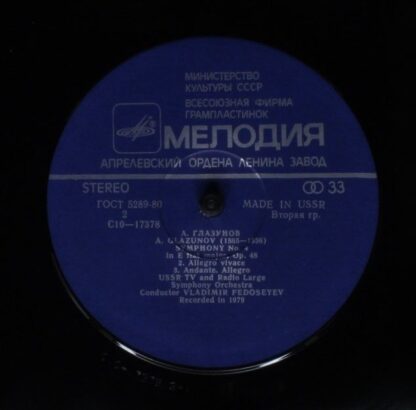 МИНИСТЕРСТВО
КУЛЬТУРЫ СССР
ВСЕСОЮЗНАЯ ФИРМА
ГРАМПЛАСТИНОК
МЕЛОДИЯ
АПРЕЛЕВСКИЙ ОРДЕНА ЛЕНИНА ЗАВОД
STEREO 33
ГОСТ 5289-80 MADE IN USSR
2 Вторая гр.
С10—17378
А. ГЛАЗУНОВ
A. GLAZUNOV
SYMPHONY No. 4
in E flat major, Op. 48
2. Allegro vivace
3. Andante. Allegro
USSR TV and Radio Large
Symphony Orchestra
Conductor VLADIMIR FEDOSEYEV
Recorded in 1979